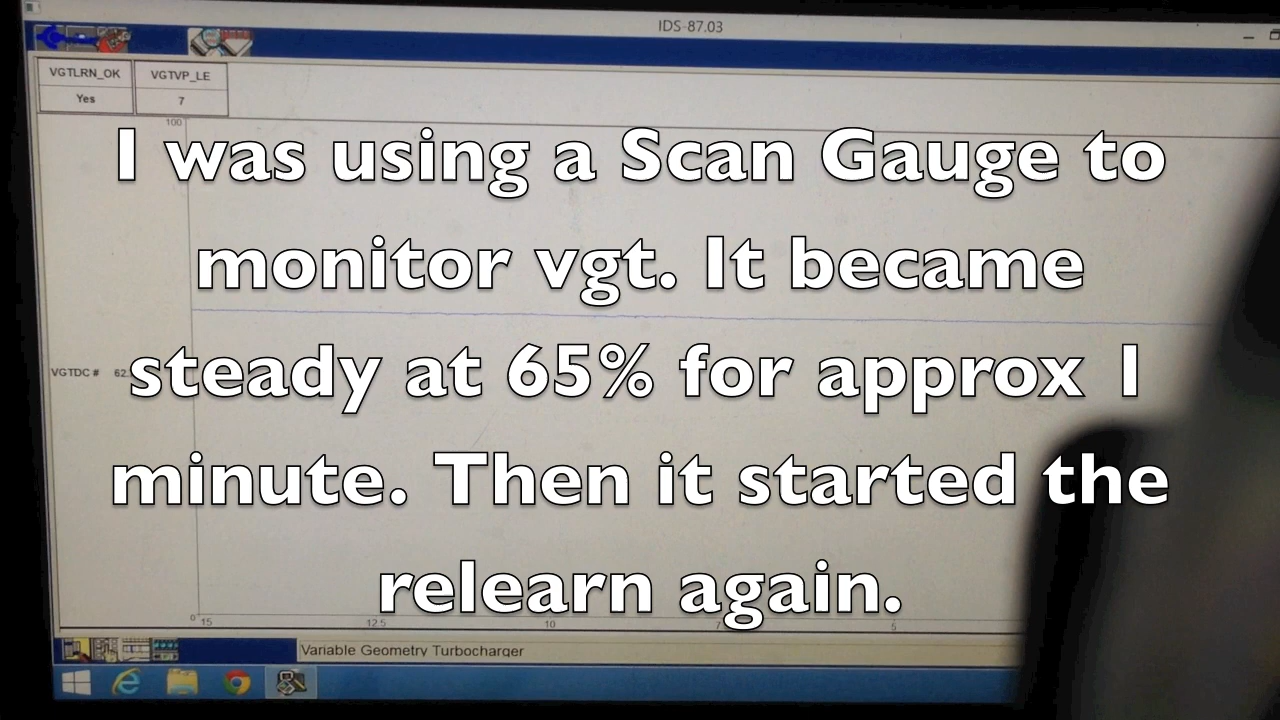 IDS-87.03
VGTLRN_OK VGTVP_LE
Yes 7
100
I was using a Scan Gauge to
monitor vgt. It became
steady at 65% for approx 1
minute. Then it started the
relearn again.
VGTDC # 62.
0
15 12.5 10 7 5
Variable Geometry Turbocharger